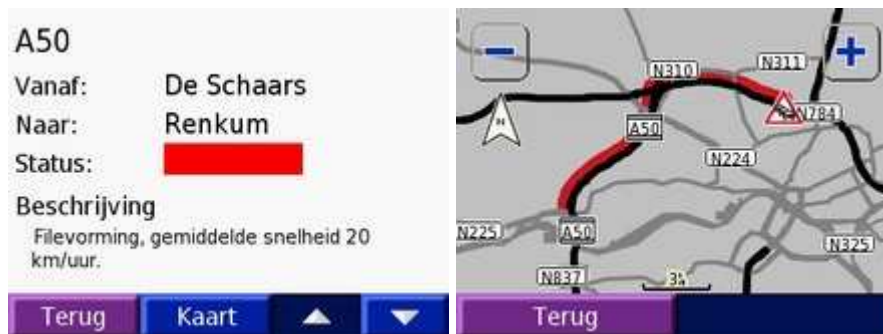 A50
Vanaf: De Schaars
Naar: Renkum
Status:
Beschrijving
Filevorming, gemiddelde snelheid 20
km/uur.
Terug Kaart
N310 N311
N784
A50
N224
N225 A50 N325
N837
Terug